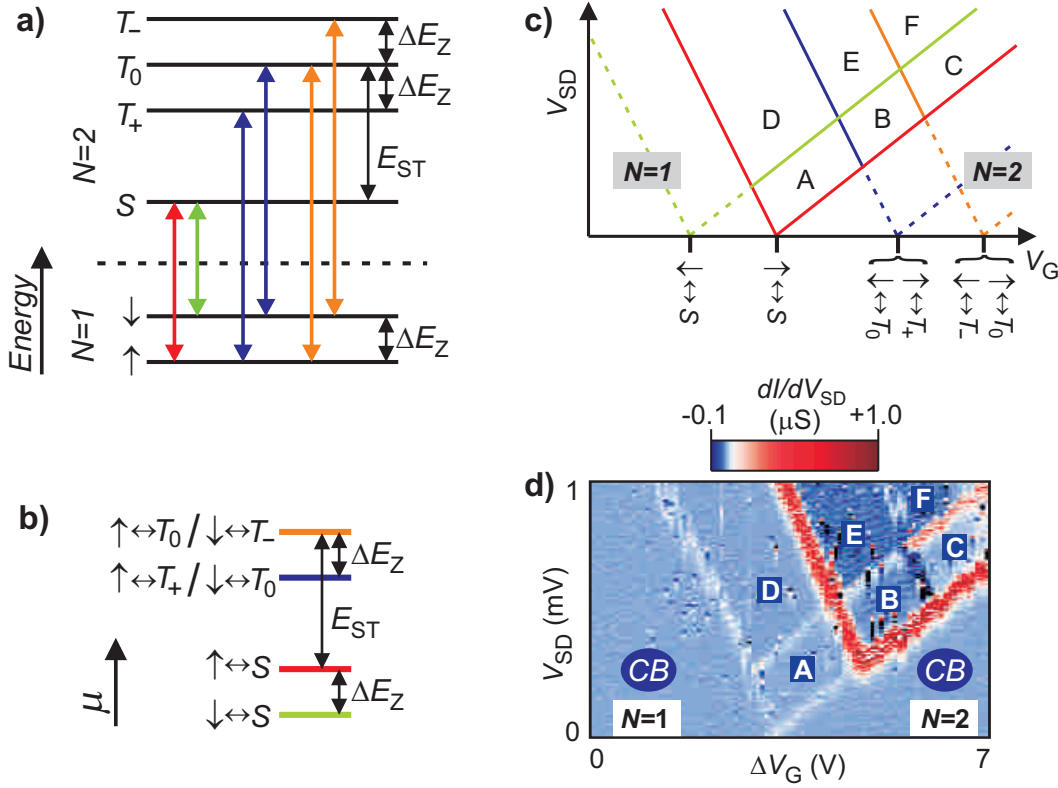 a)
T₋
ΔE_Z
T₀
ΔE_Z
T₊
N=2
E_ST
S
Energy
N=1
↓
ΔE_Z
↑
b)
↑↔T₀ / ↓↔T₋
ΔE_Z
↑↔T₊ / ↓↔T₀
E_ST
↑↔S
ΔE_Z
↓↔S
μ
c)
V_SD
F
E
C
D
B
A
N=1
N=2
V_G
↓↔S
↑↔S
↓↔T₀
↑↔T₊
↓↔T₋
↑↔T₀
dI/dV_SD
-0.1 (μS) +1.0
d)
1
F
E
C
D
B
A
V_SD (mV)
CB
CB
N=1
N=2
0
0
7
ΔV_G (V)